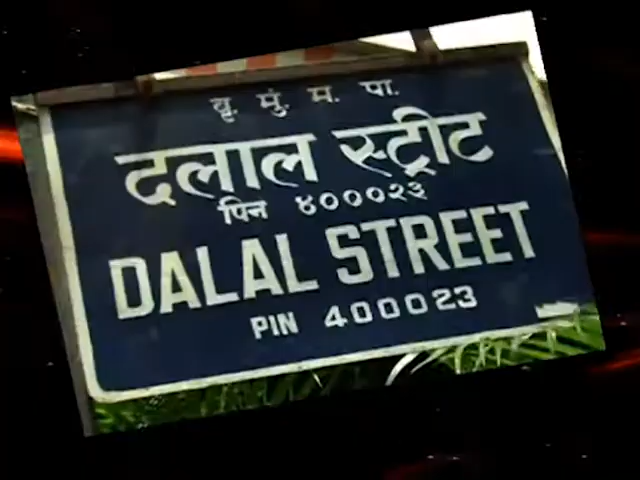 बृ. मुं. म. पा.
दलाल स्ट्रीट
पिन ४०००२३
DALAL STREET
PIN 400023